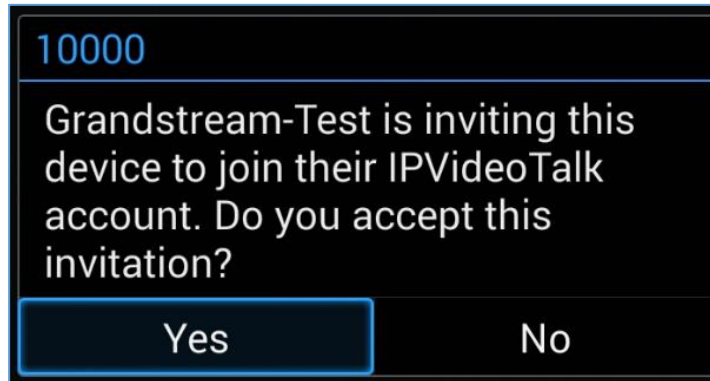 10000
Grandstream-Test is inviting this
device to join their IPVideoTalk
account. Do you accept this
invitation?
Yes
No